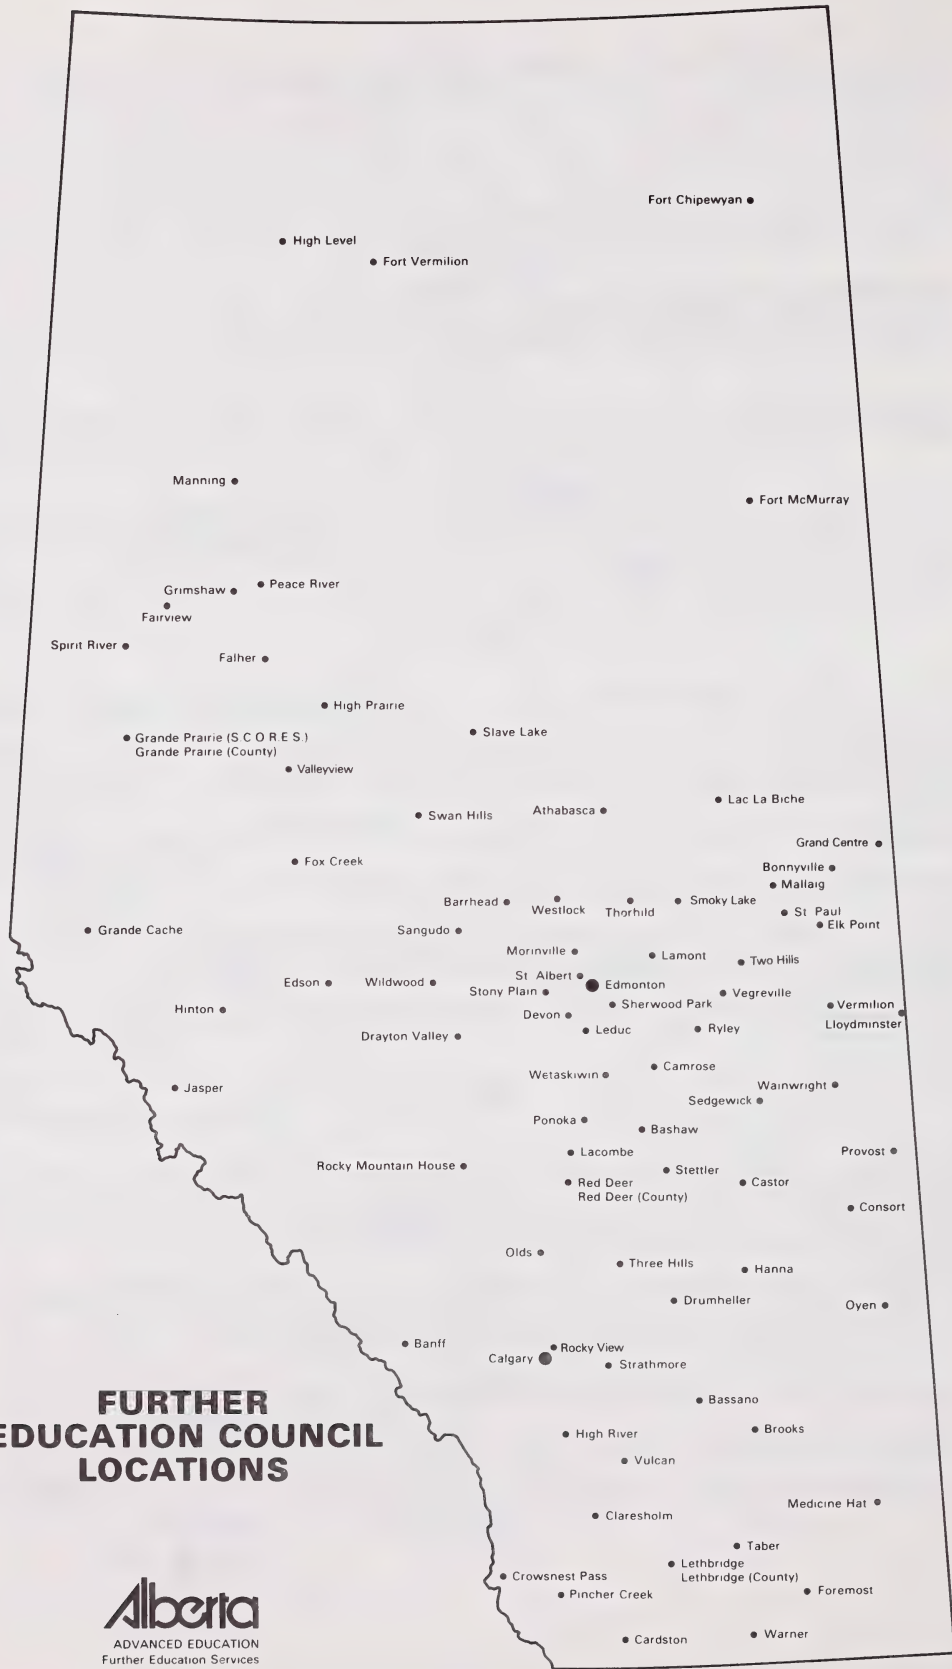 Fort Chipewyan
High Level
Fort Vermilion
Manning
Fort McMurray
Peace River
Grimshaw
Fairview
Spirit River
Falher
High Prairie
Slave Lake
Grande Prairie (S C O R E S.)
Grande Prairie (County)
Valleyview
Lac La Biche
Athabasca
Swan Hills
Grand Centre
Fox Creek
Bonnyville
Mallaig
Barrhead
Westlock
Thorhild
Smoky Lake
St Paul
Elk Point
Grande Cache
Sangudo
Morinville
Lamont
Two Hills
St Albert
Edson
Wildwood
Stony Plain
Edmonton
Vegreville
Hinton
Sherwood Park
Vermilion
Devon
Lloydminster
Drayton Valley
Leduc
Ryley
Camrose
Wetaskiwin
Jasper
Wainwright
Sedgewick
Ponoka
Bashaw
Lacombe
Provost
Rocky Mountain House
Stettler
Red Deer
Red Deer (County)
Castor
Consort
Olds
Three Hills
Hanna
Drumheller
Oyen
Banff
Rocky View
Calgary
Strathmore
Bassano
Brooks
High River
Vulcan
Medicine Hat
Claresholm
Taber
Lethbridge
Lethbridge (County)
Crowsnest Pass
Pincher Creek
Foremost
Cardston
Warner
FURTHER
EDUCATION COUNCIL
LOCATIONS
Alberta
ADVANCED EDUCATION
Further Education Services